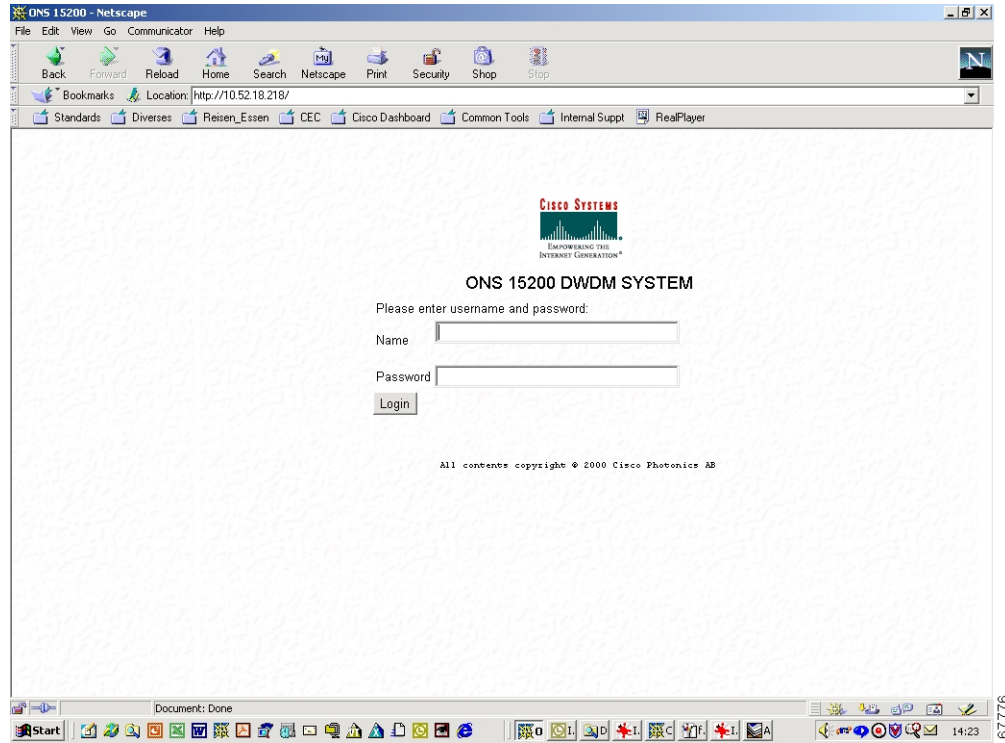 ONS 15200 - Netscape
File Edit View Go Communicator Help
Back Forward Reload Home Search Netscape Print Security Shop Stop
My
N
Bookmarks Location: http://10.52.18.218/
Standards Diverses Reisen_Essen CEC Cisco Dashboard Common Tools Internal Suppt RealPlayer
CISCO SYSTEMS
EMPOWERING THE
INTERNET GENERATION
ONS 15200 DWDM SYSTEM
Please enter username and password:
Name
Password
Login
All contents copyright © 2000 Cisco Photonics AB
Document: Done
Start
14:23
67776